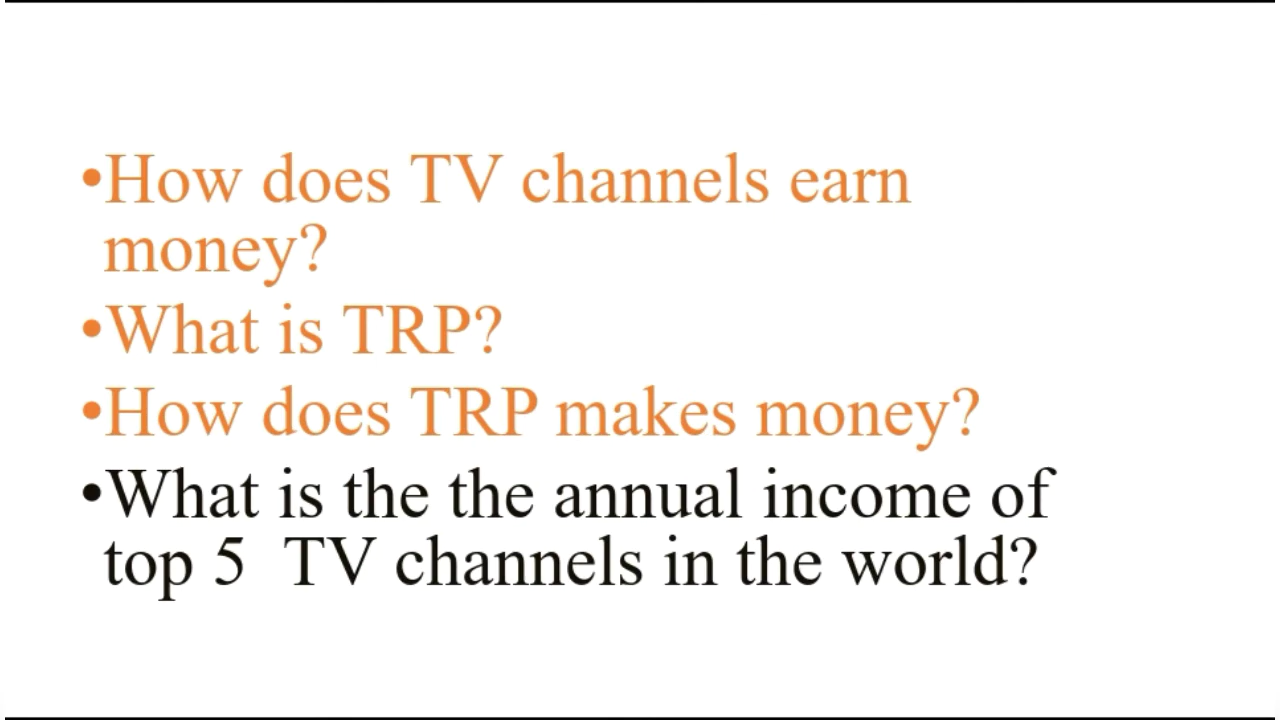 •How does TV channels earn
money?
•What is TRP?
•How does TRP makes money?
•What is the the annual income of
top 5  TV channels in the world?